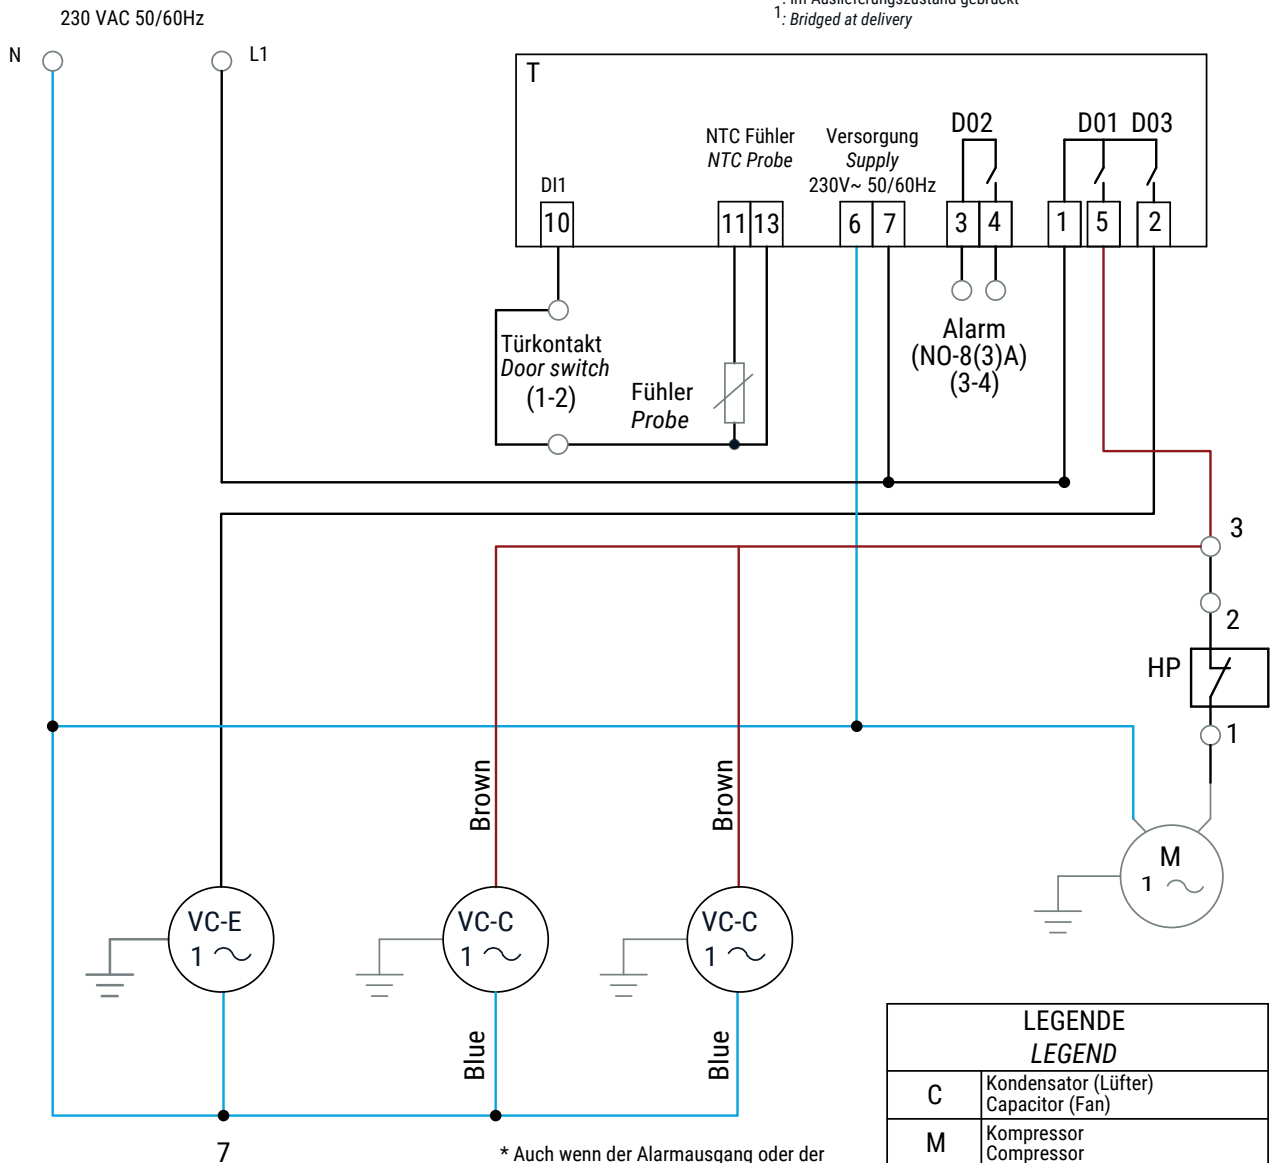 230 VAC 50/60Hz
: Im Auslieferungszustand gebrückt
1: Bridged at delivery
N
L1
T
NTC Fühler
NTC Probe
Versorgung
Supply
230V~ 50/60Hz
D02
D01 D03
DI1
10
11 13
6 7
3 4
1 5 2
Türkontakt
Door switch
(1-2)
Fühler
Probe
Alarm
(NO-8(3)A)
(3-4)
3
2
HP
1
Brown
Brown
M
1
VC-E
1
VC-C
1
VC-C
1
Blue
Blue
LEGENDE
LEGEND
C
Kondensator (Lüfter)
Capacitor (Fan)
M
Kompressor
Compressor
7
* Auch wenn der Alarmausgang oder der